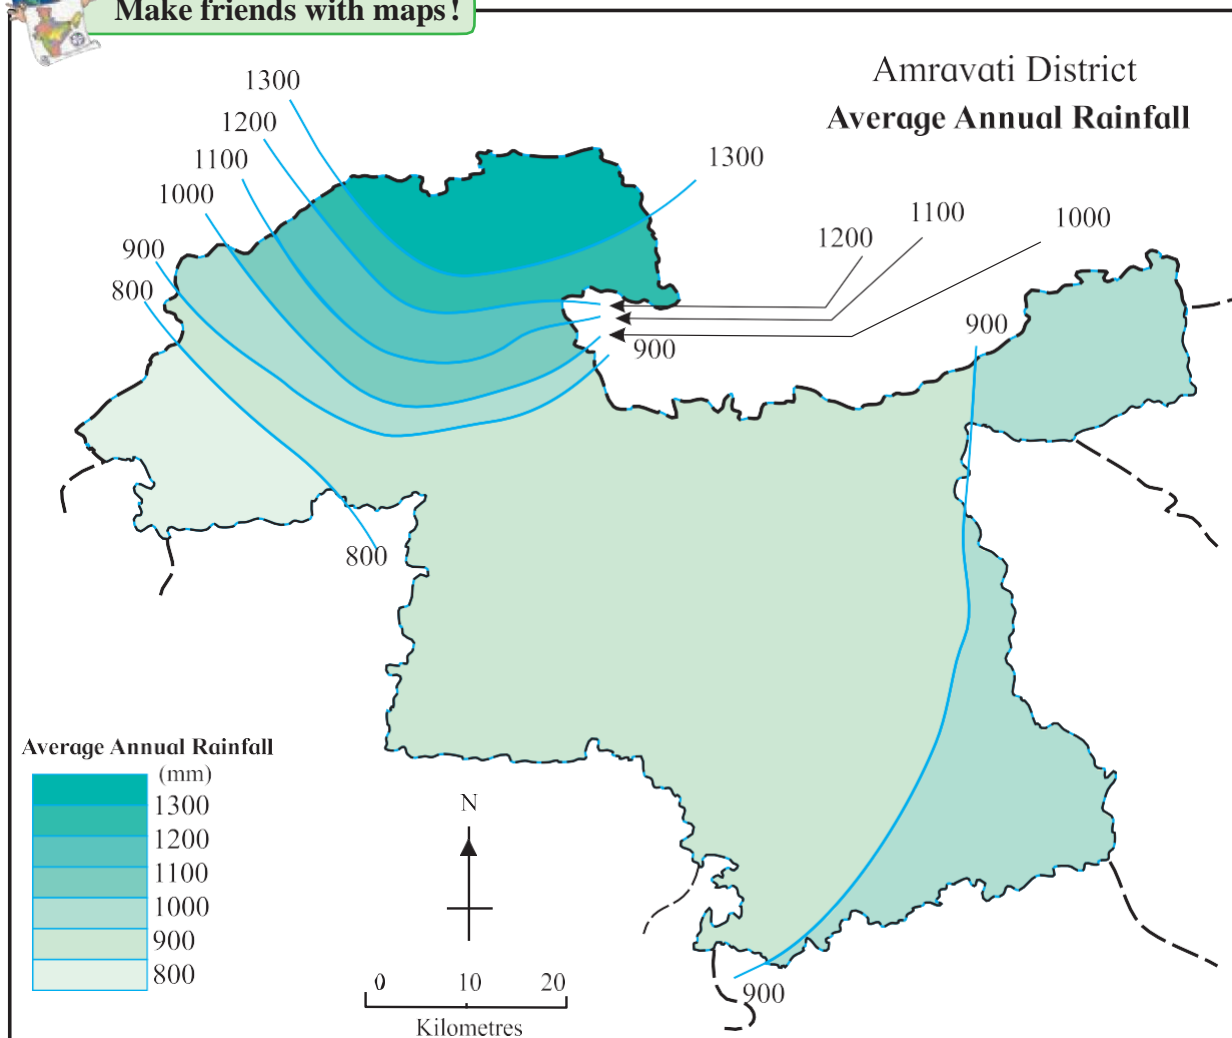 Make friends with maps!
Amravati District
Average Annual Rainfall
1300
1200
1100
1000
900
800
1300
1200
1100
1000
900
900
800
900
Average Annual Rainfall
(mm)
1300
1200
1100
1000
900
800
N
0 10 20
Kilometres